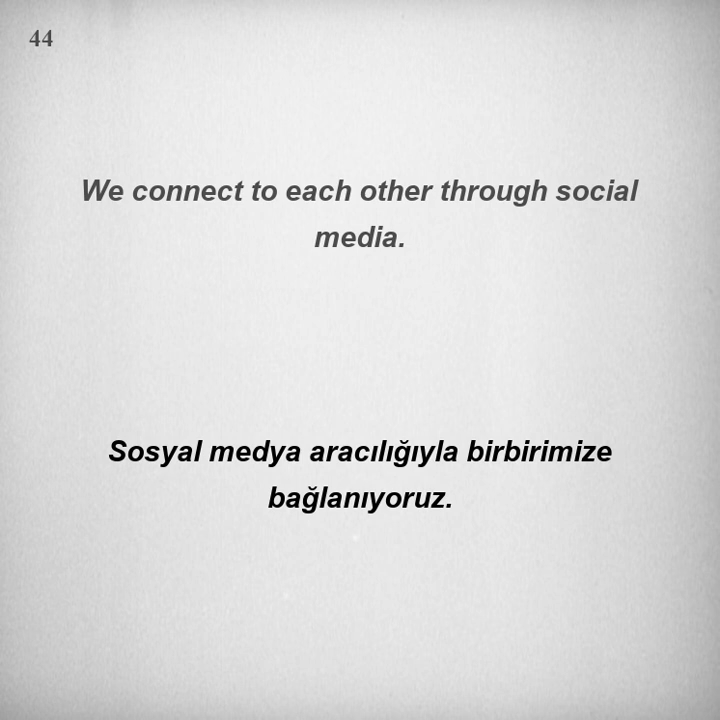 44
We connect to each other through social
media.
Sosyal medya aracılığıyla birbirimize
bağlanıyoruz.